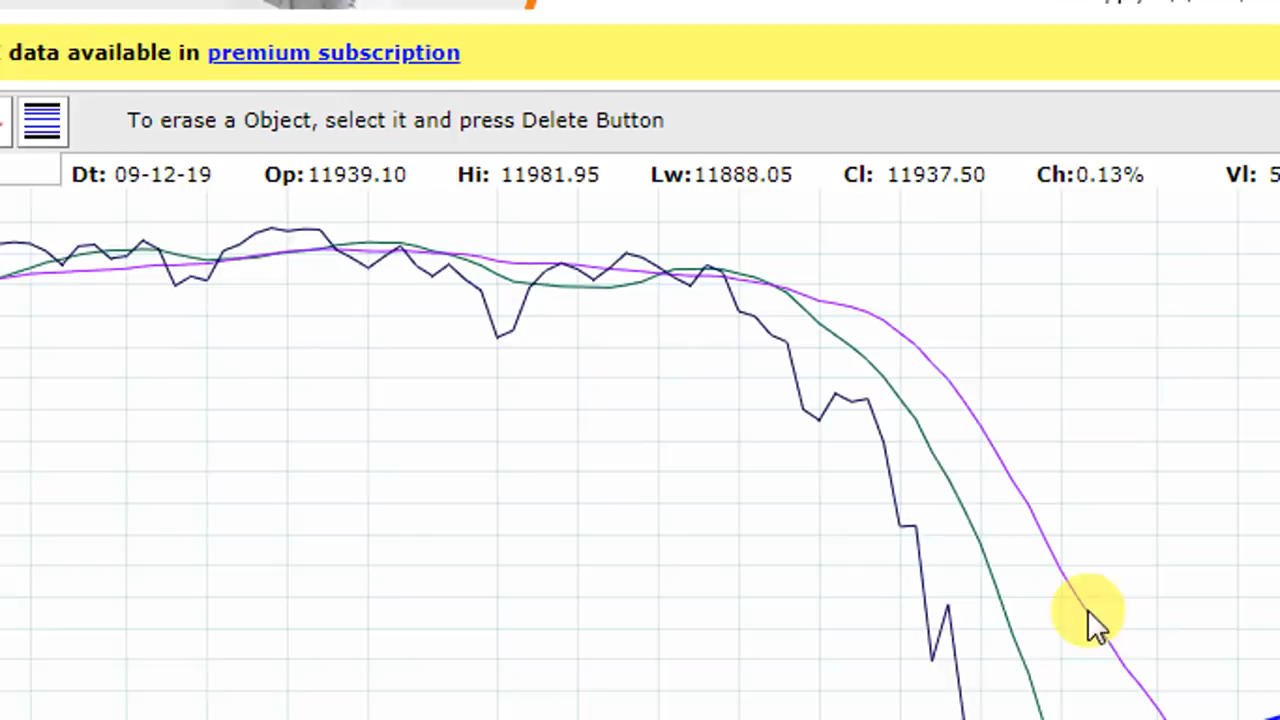 data available in premium subscription
To erase a Object, select it and press Delete Button
Dt: 09-12-19 Op:11939.10 Hi: 11981.95 Lw:11888.05 Cl: 11937.50 Ch:0.13% Vl: 5